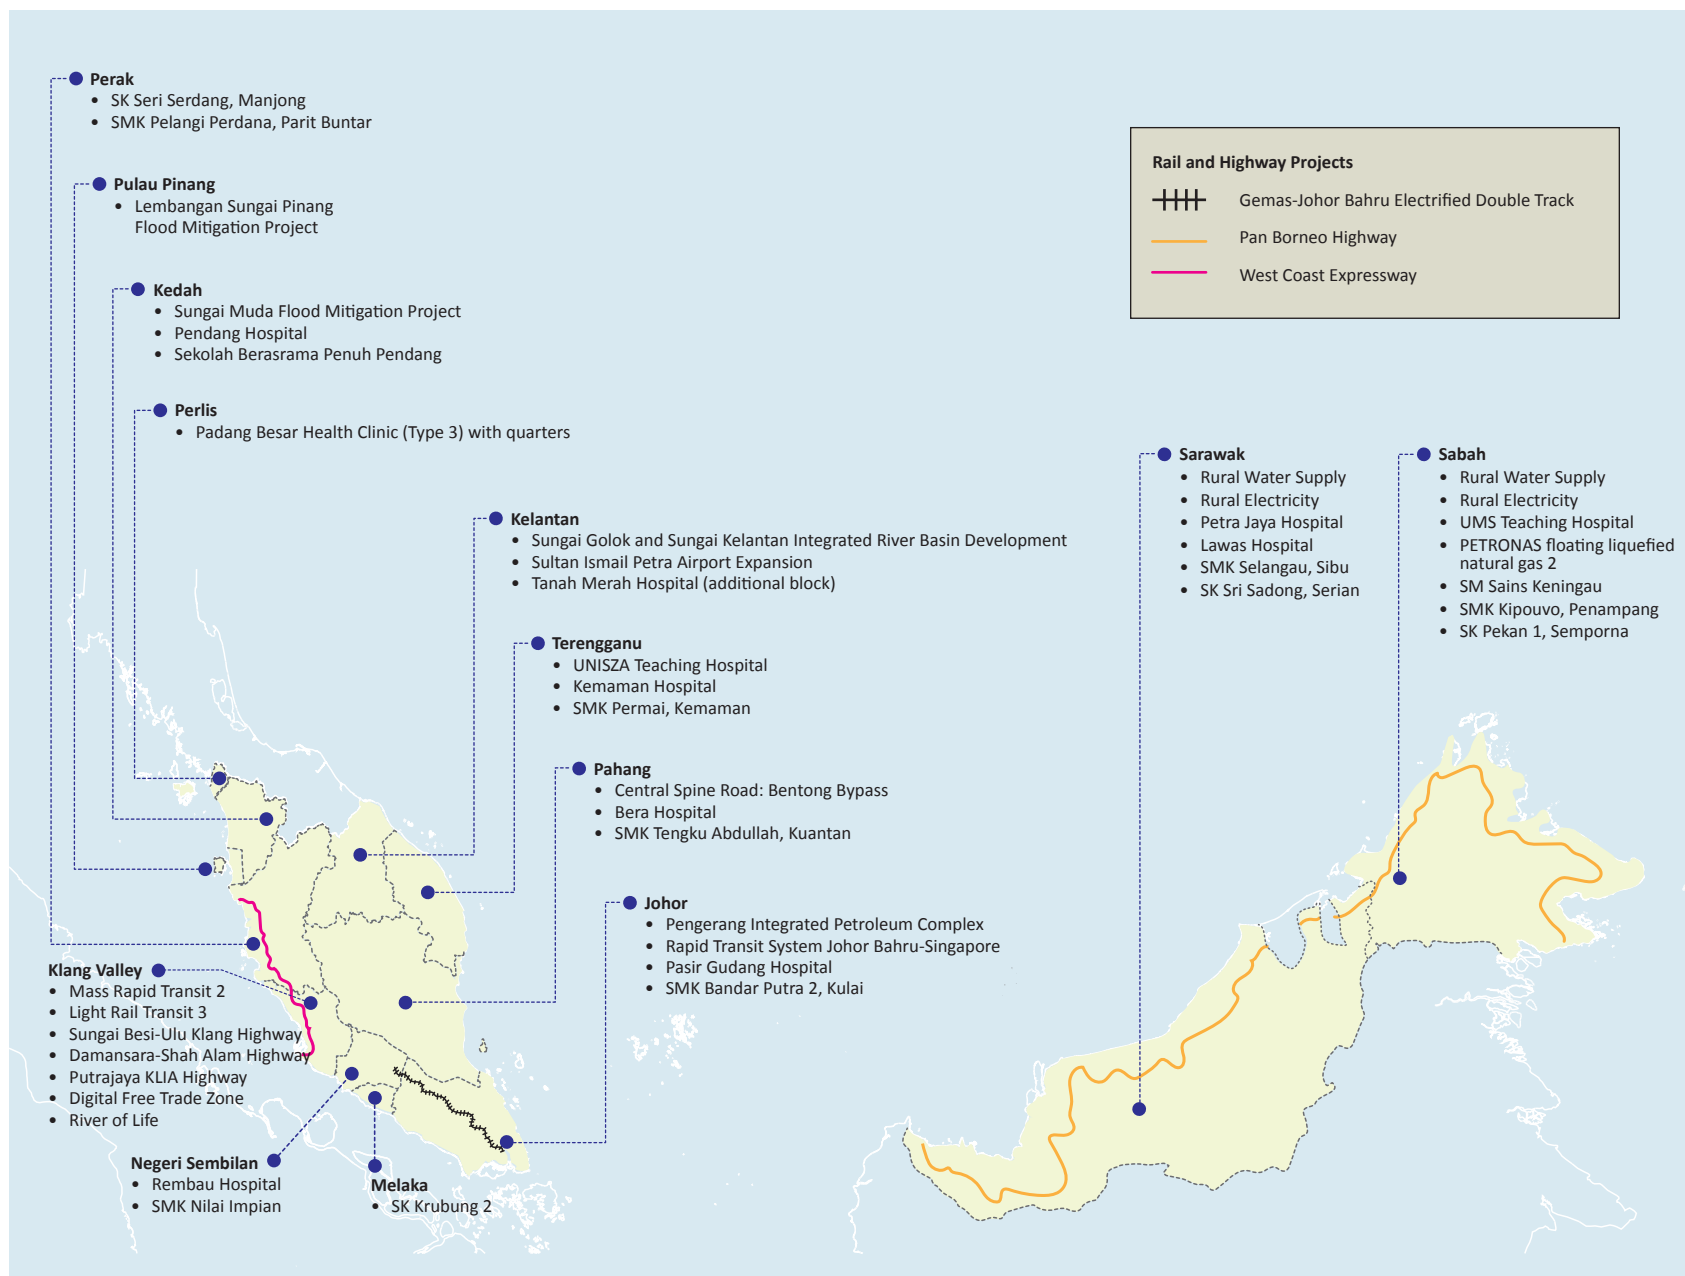 Perak
• SK Seri Serdang, Manjong
• SMK Pelangi Perdana, Parit Buntar
Pulau Pinang
• Lembangan Sungai Pinang
Flood Mitigation Project
Kedah
• Sungai Muda Flood Mitigation Project
• Pendang Hospital
• Sekolah Berasrama Penuh Pendang
Perlis
• Padang Besar Health Clinic (Type 3) with quarters
Kelantan
• Sungai Golok and Sungai Kelantan Integrated River Basin Development
• Sultan Ismail Petra Airport Expansion
• Tanah Merah Hospital (additional block)
Terengganu
• UNISZA Teaching Hospital
• Kemaman Hospital
• SMK Permai, Kemaman
Pahang
• Central Spine Road: Bentong Bypass
• Bera Hospital
• SMK Tengku Abdullah, Kuantan
Johor
• Pengerang Integrated Petroleum Complex
• Rapid Transit System Johor Bahru-Singapore
• Pasir Gudang Hospital
• SMK Bandar Putra 2, Kulai
Klang Valley
• Mass Rapid Transit 2
• Light Rail Transit 3
• Sungai Besi-Ulu Klang Highway
• Damansara-Shah Alam Highway
• Putrajaya KLIA Highway
• Digital Free Trade Zone
• River of Life
Negeri Sembilan
• Rembau Hospital
• SMK Nilai Impian
Melaka
• SK Krubung 2
Rail and Highway Projects
Gemas-Johor Bahru Electrified Double Track
Pan Borneo Highway
West Coast Expressway
Sarawak
• Rural Water Supply
• Rural Electricity
• Petra Jaya Hospital
• Lawas Hospital
• SMK Selangau, Sibu
• SK Sri Sadong, Serian
Sabah
• Rural Water Supply
• Rural Electricity
• UMS Teaching Hospital
• PETRONAS floating liquefied
natural gas 2
• SM Sains Keningau
• SMK Kipouvo, Penampang
• SK Pekan 1, Semporna